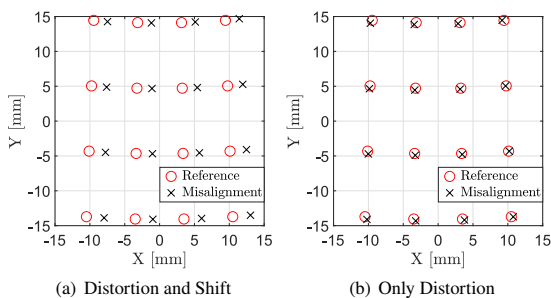 15
10
5
0
-5
-10
-15
-15 -10 -5 0 5 10 15
Y [mm]
X [mm]
Reference
Misalignment
(a) Distortion and Shift
15
10
5
0
-5
-10
-15
-15 -10 -5 0 5 10 15
Y [mm]
X [mm]
Reference
Misalignment
(b) Only Distortion